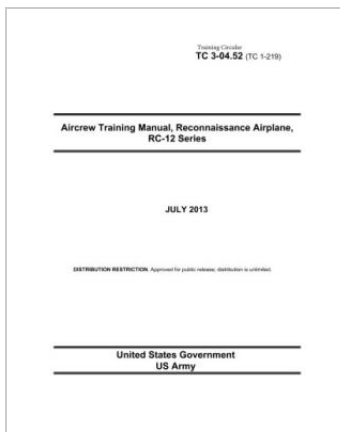 Training Circular
TC 3-04.52 (TC 1-219)
Aircrew Training Manual, Reconnaissance Airplane,
RC-12 Series
JULY 2013
DISTRIBUTION RESTRICTION. Approved for public release; distribution is unlimited.
United States Government
US Army